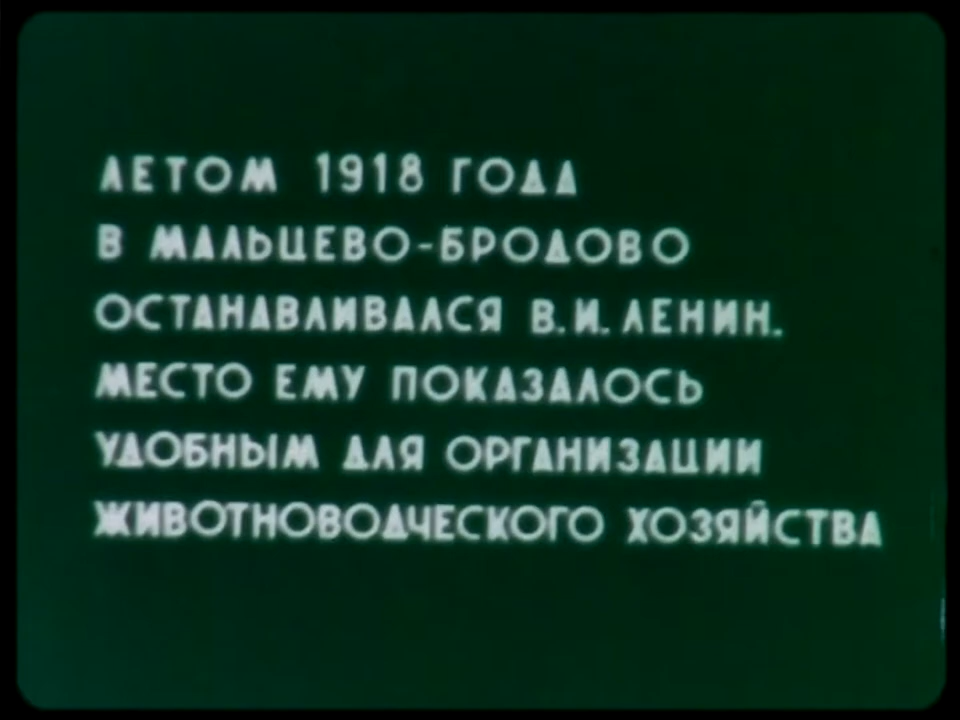 ЛЕТОМ 1918 ГОДА
В МАЛЬЦЕВО-БРОДОВО
ОСТАНАВЛИВАЛСЯ В.И. ЛЕНИН.
МЕСТО ЕМУ ПОКАЗАЛОСЬ
УДОБНЫМ ДЛЯ ОРГАНИЗАЦИИ
ЖИВОТНОВОДЧЕСКОГО ХОЗЯЙСТВА